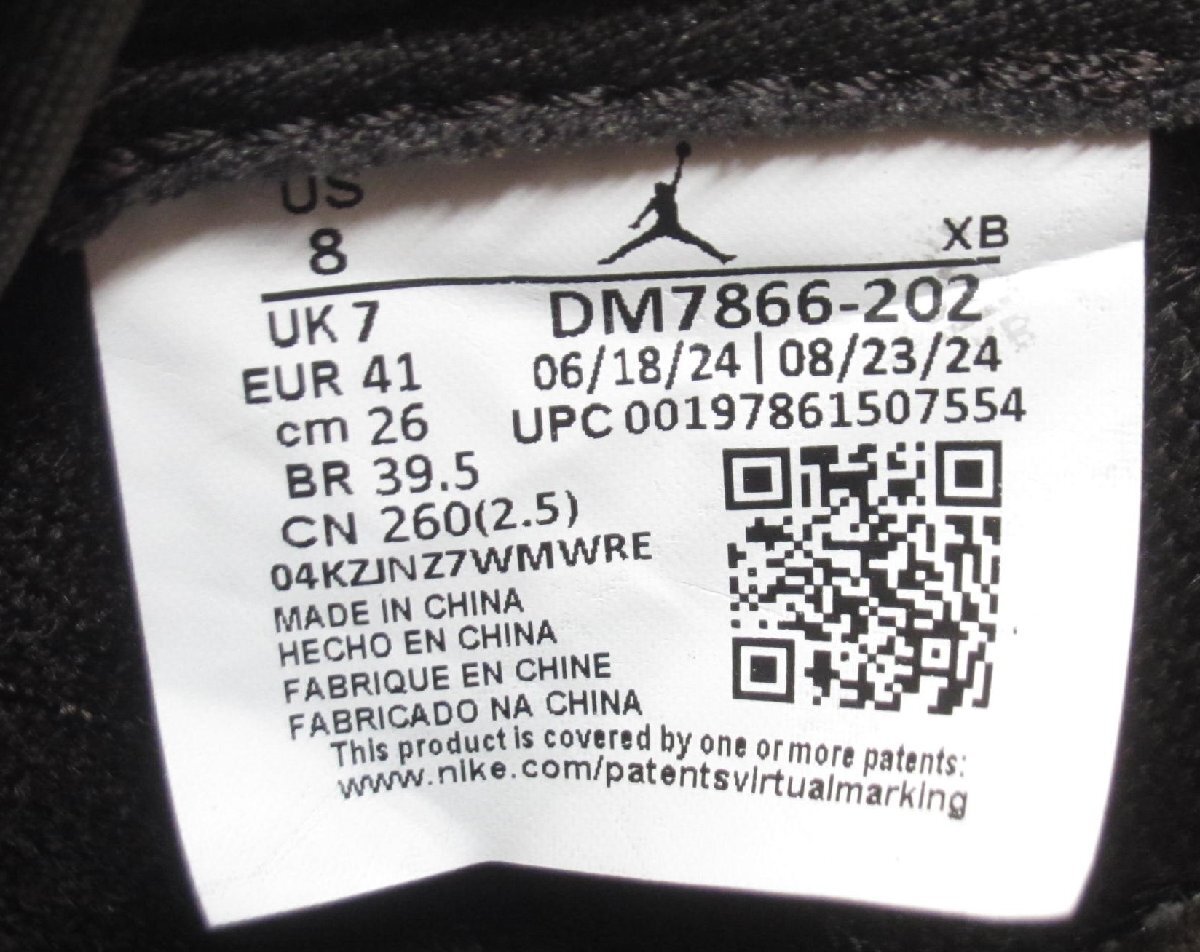 US
8
XB
UK 7
DM7866-202
EUR 41
06/18/24 | 08/23/24
cm 26
UPC 00197861507554
BR 39.5
CN 260(2.5)
04KZJNZ7WMWRE
MADE IN CHINA
HECHO EN CHINA
FABRIQUE EN CHINE
FABRICADO NA CHINA
This product is covered by one or more patents:
www.nike.com/patentsvirtualmarking